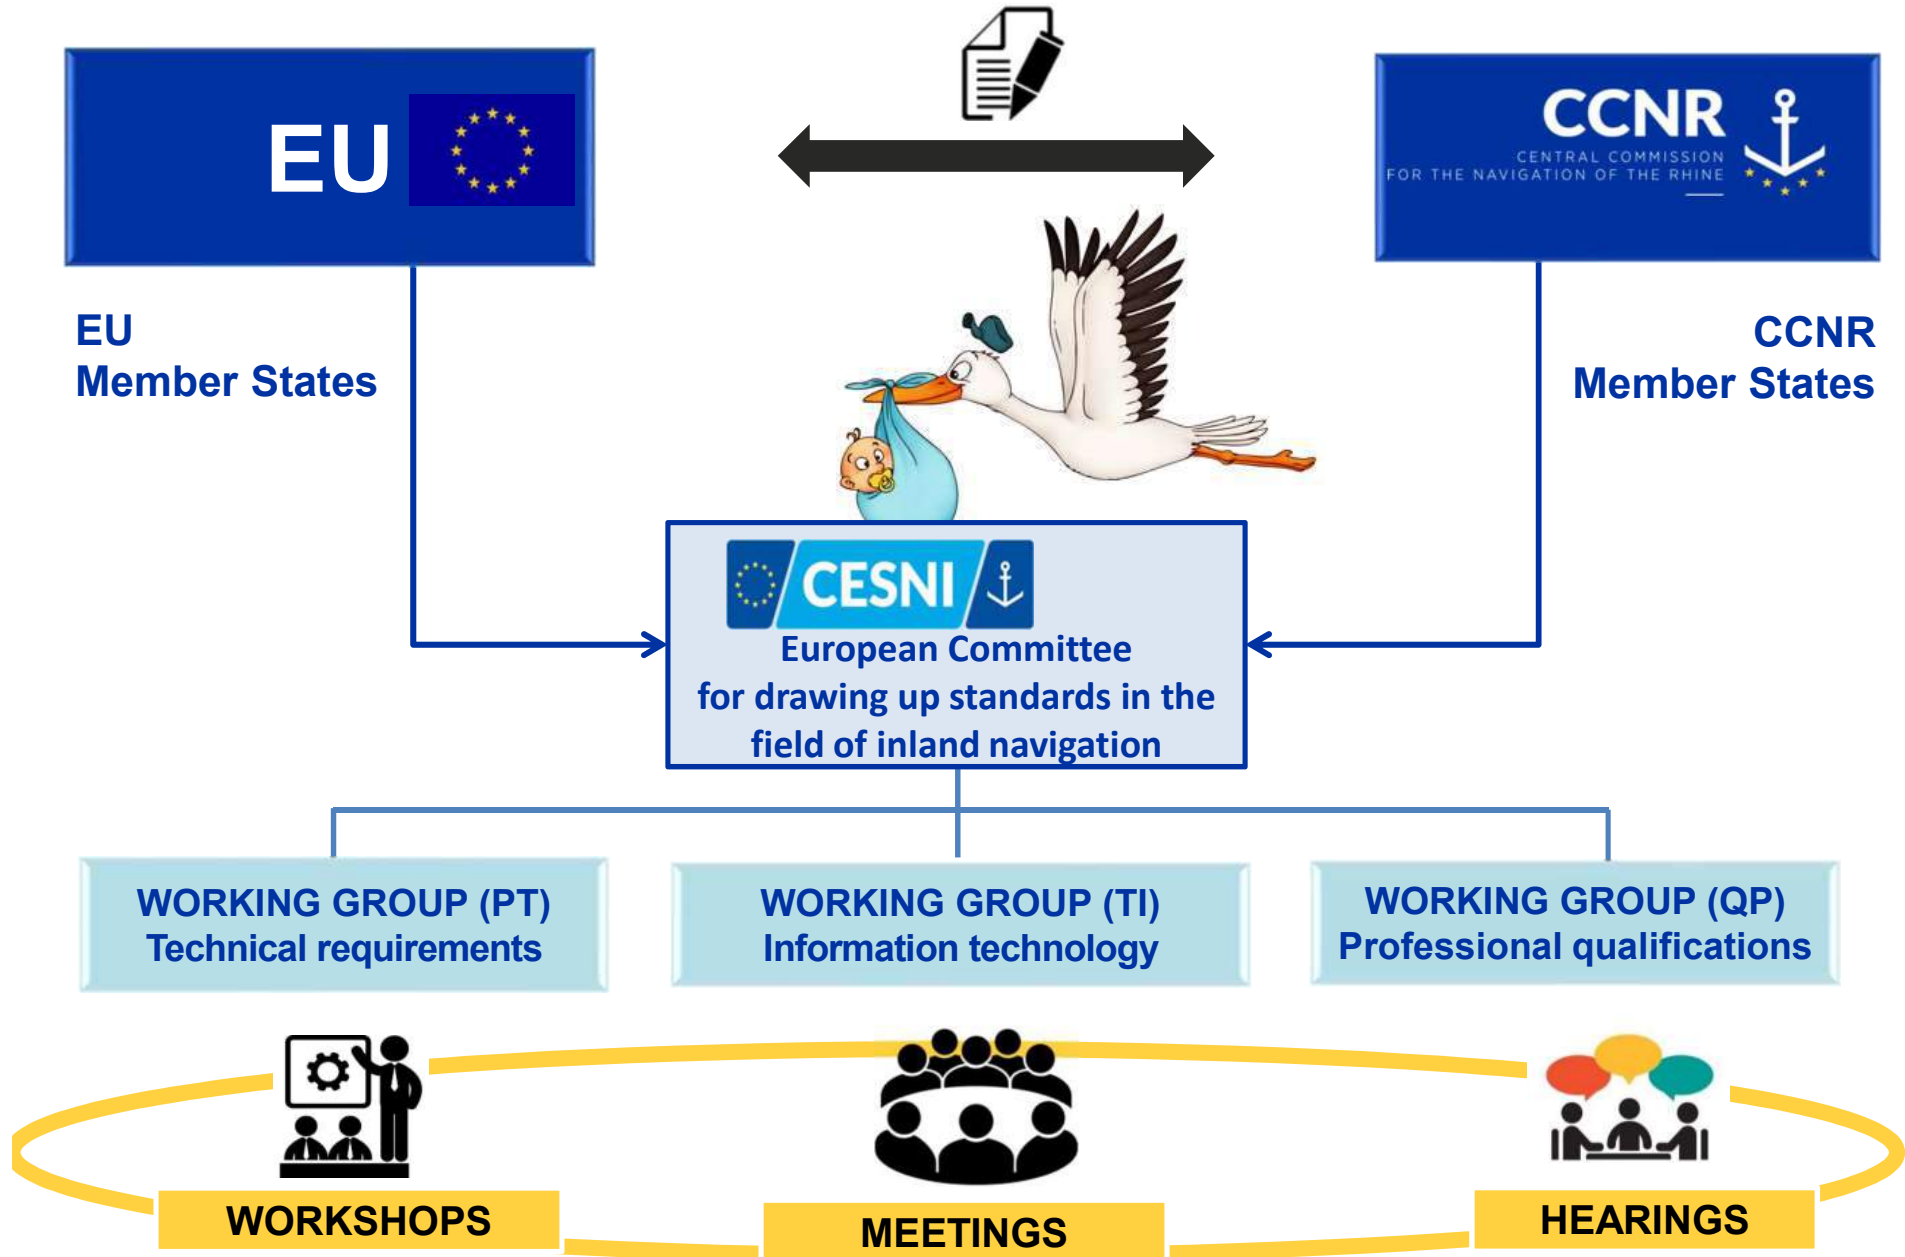 EU
CCNR
CENTRAL COMMISSION
FOR THE NAVIGATION OF THE RHINE
EU
Member States
CCNR
Member States
CESNI
European Committee
for drawing up standards in the
field of inland navigation
WORKING GROUP (PT)
Technical requirements
WORKING GROUP (TI)
Information technology
WORKING GROUP (QP)
Professional qualifications
WORKSHOPS
MEETINGS
HEARINGS